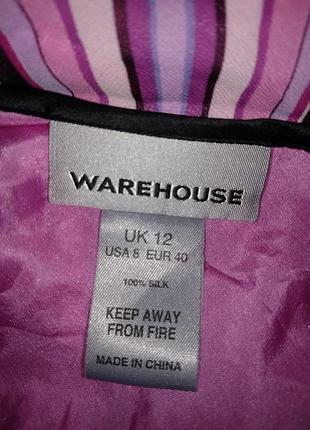 WAREHOUSE
UK 12
USA 8 EUR 40
100% SILK
KEEP AWAY
FROM FIRE
MADE IN CHINA